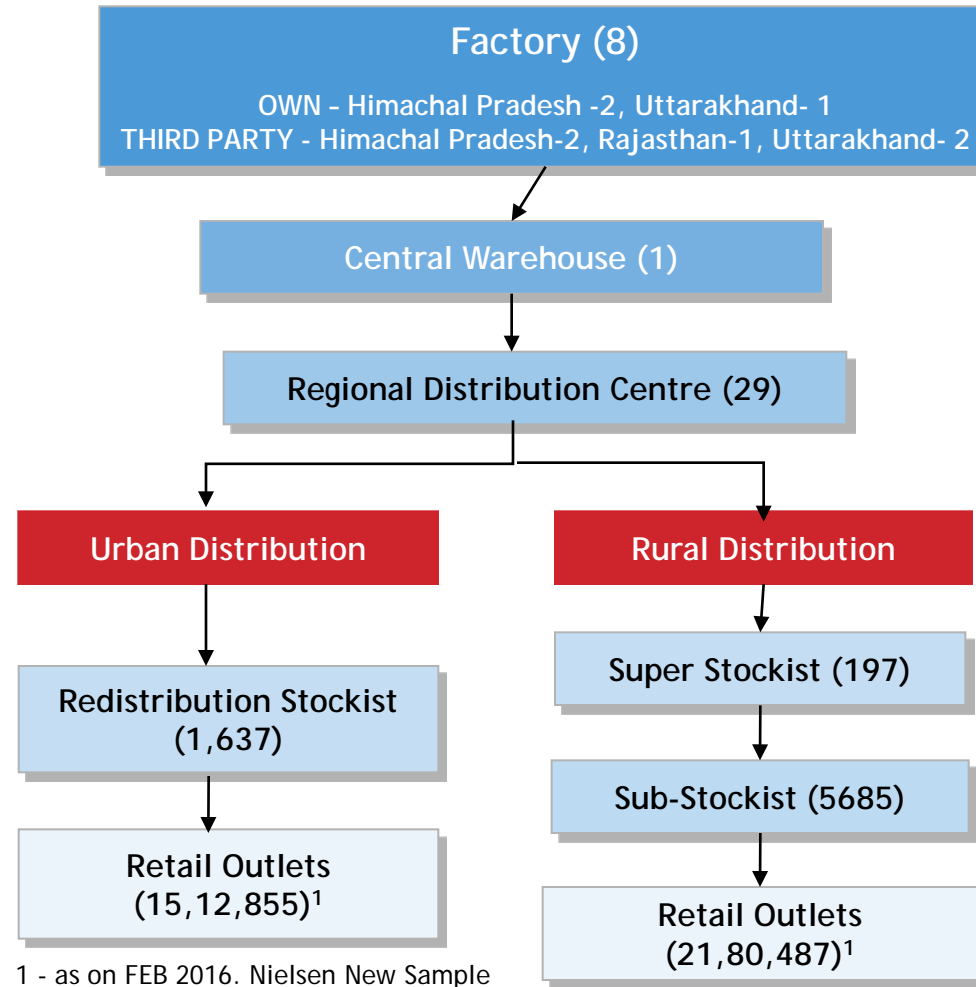 Factory (8)
OWN - Himachal Pradesh -2, Uttarakhand- 1
THIRD PARTY - Himachal Pradesh-2, Rajasthan-1, Uttarakhand- 2
Central Warehouse (1)
Regional Distribution Centre (29)
Urban Distribution
Redistribution Stockist
(1,637)
Retail Outlets
(15,12,855)¹
Rural Distribution
Super Stockist (197)
Sub-Stockist (5685)
Retail Outlets
(21,80,487)¹
1 - as on FEB 2016. Nielsen New Sample